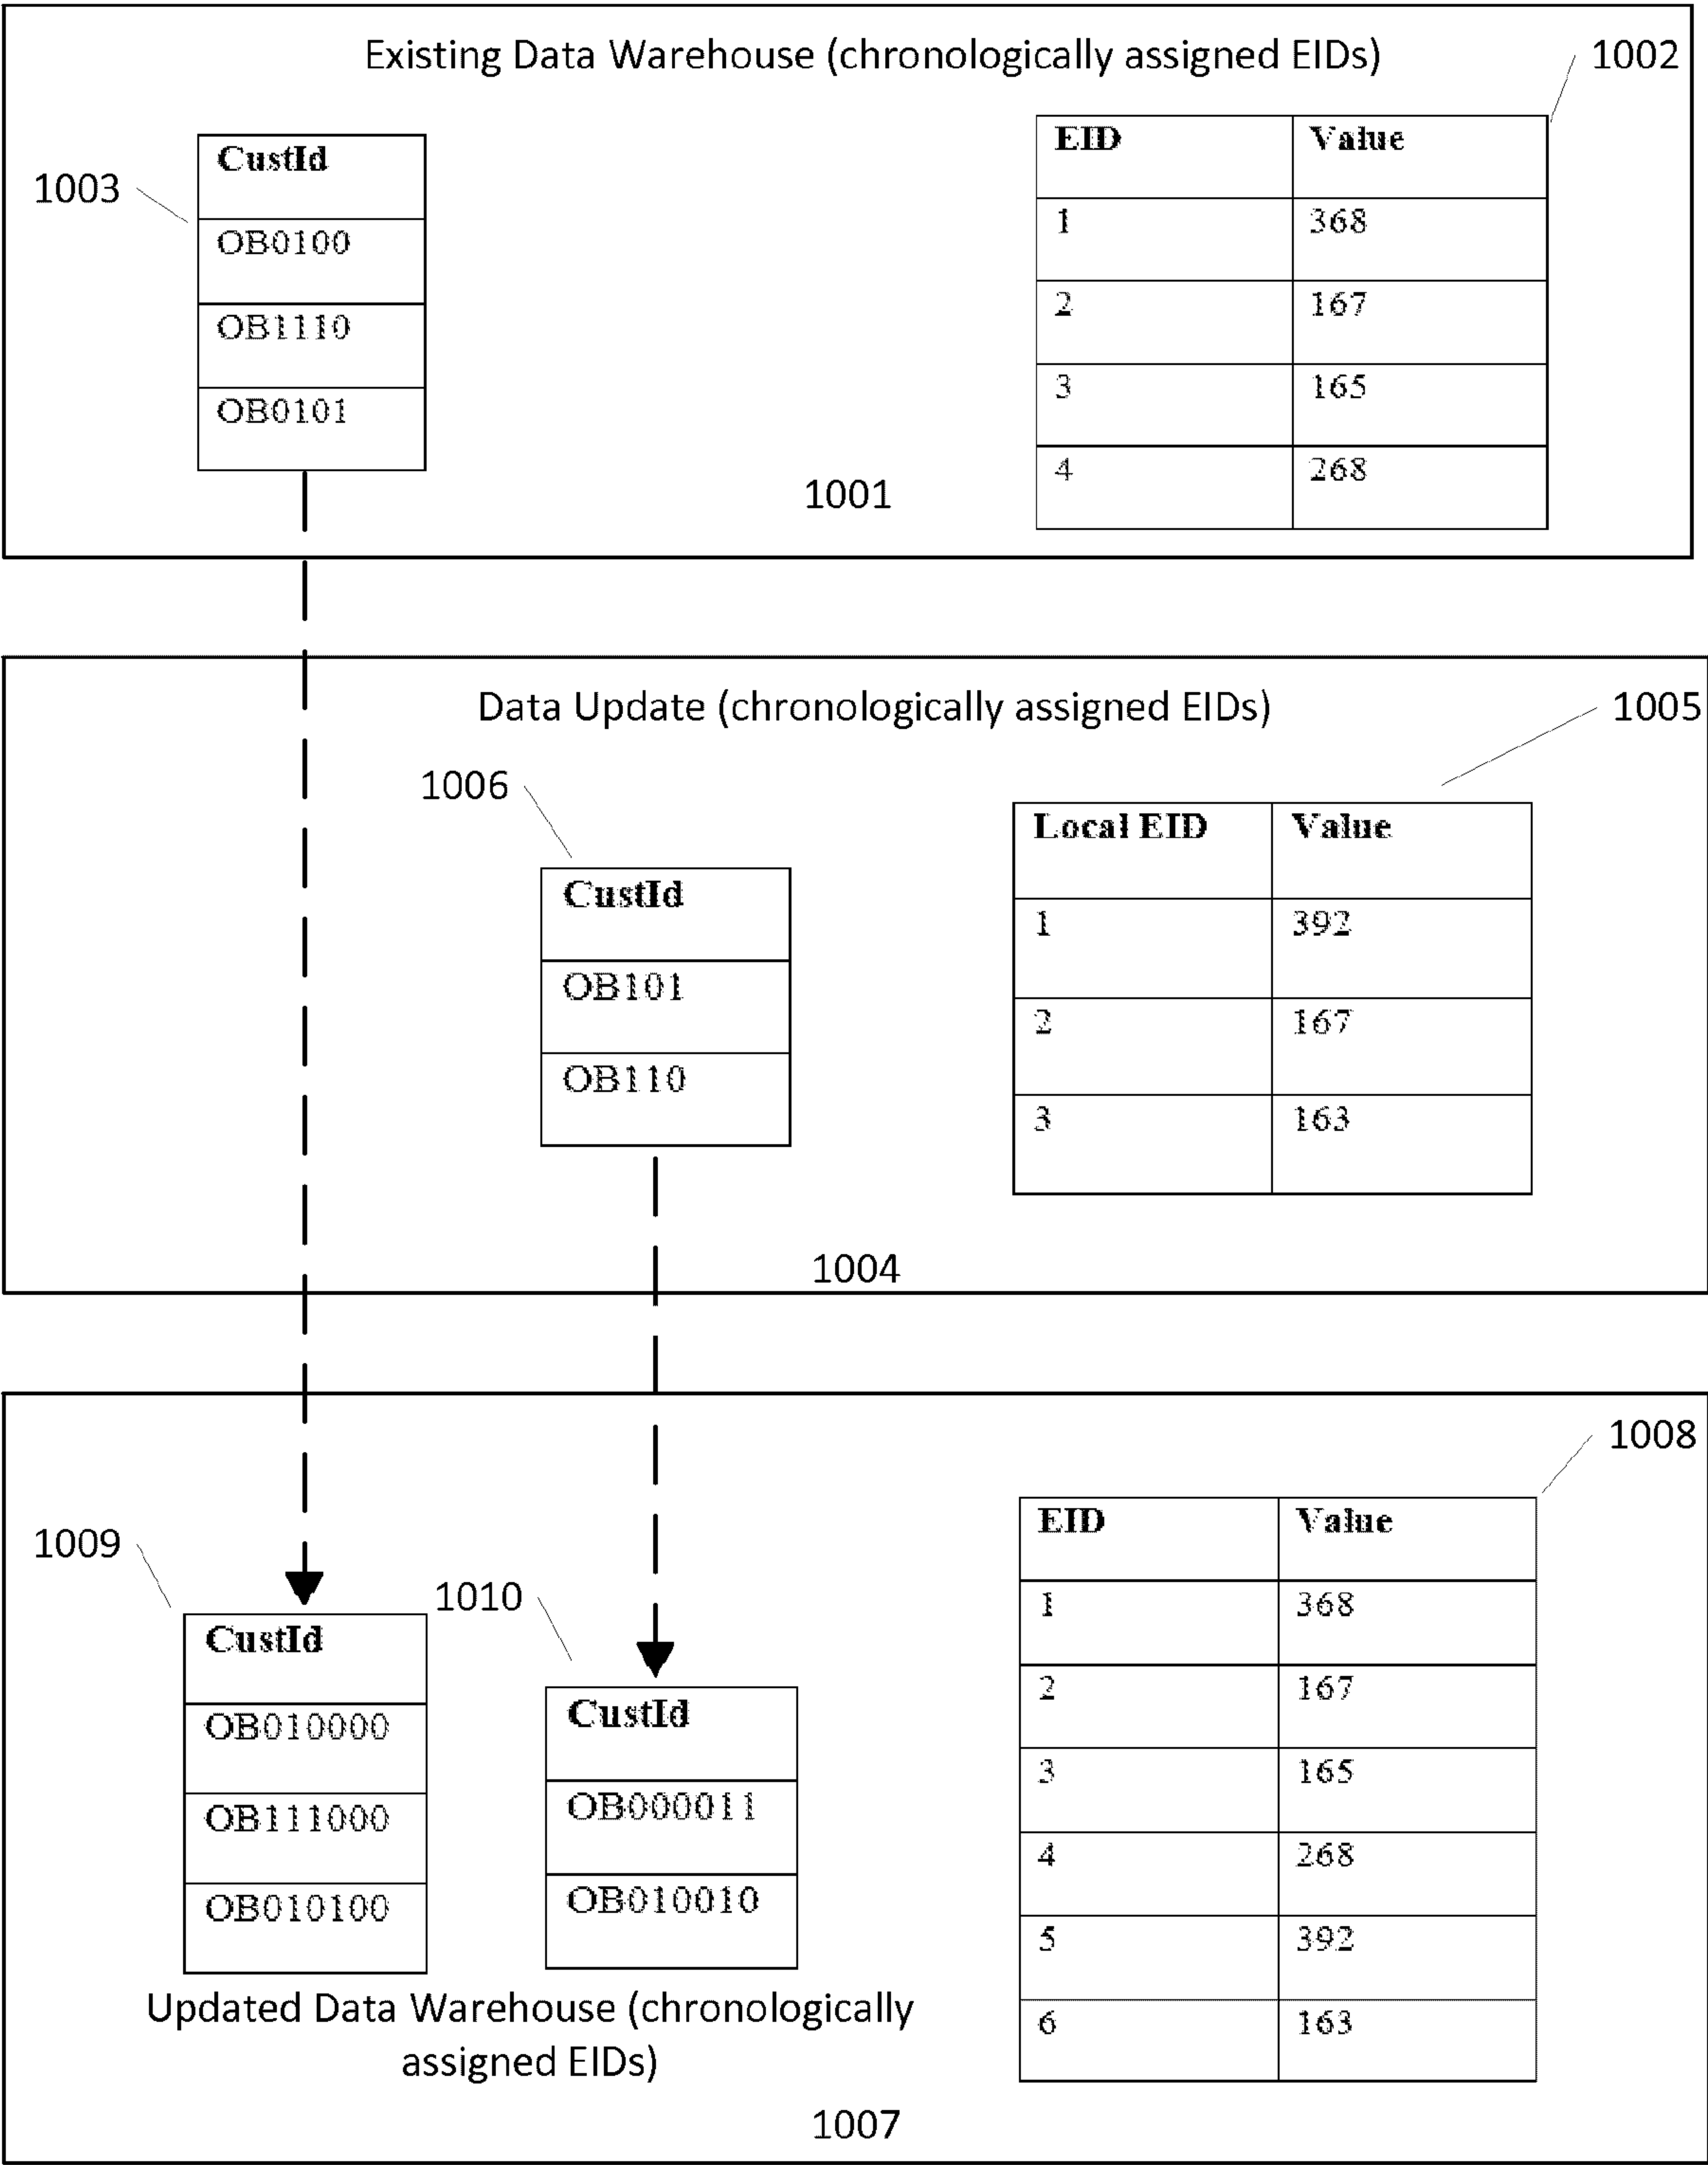 Existing Data Warehouse (chronologically assigned EIDs)
1002
1003
CustId
OB0100
OB1110
OB0101
EID Value
1 368
2 167
3 165
4 268
1001
Data Update (chronologically assigned EIDs)
1005
1006
CustId
OB101
OB110
Local EID Value
1 392
2 167
3 163
1004
1008
1009
CustId
OB010000
OB111000
OB010100
1010
CustId
OB000011
OB010010
EID Value
1 368
2 167
3 165
4 268
5 392
6 163
Updated Data Warehouse (chronologically
assigned EIDs)
1007